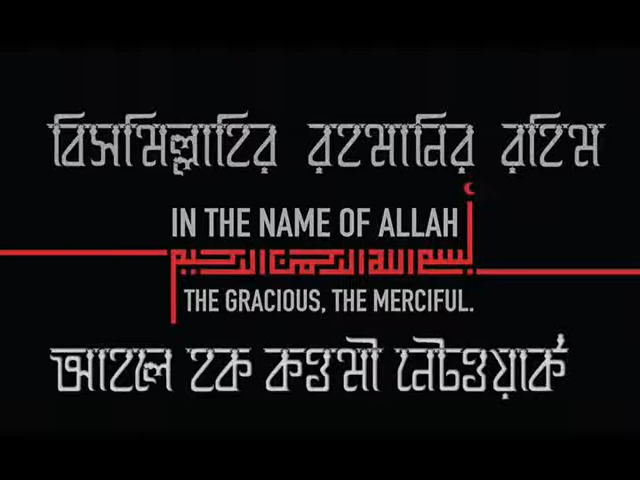 বিসমিল্লাহির রহমানির রহিম
IN THE NAME OF ALLAH
بسم الله الرحمن الرحيم
THE GRACIOUS, THE MERCIFUL.
আহলে হক কওমী নেটওয়ার্ক